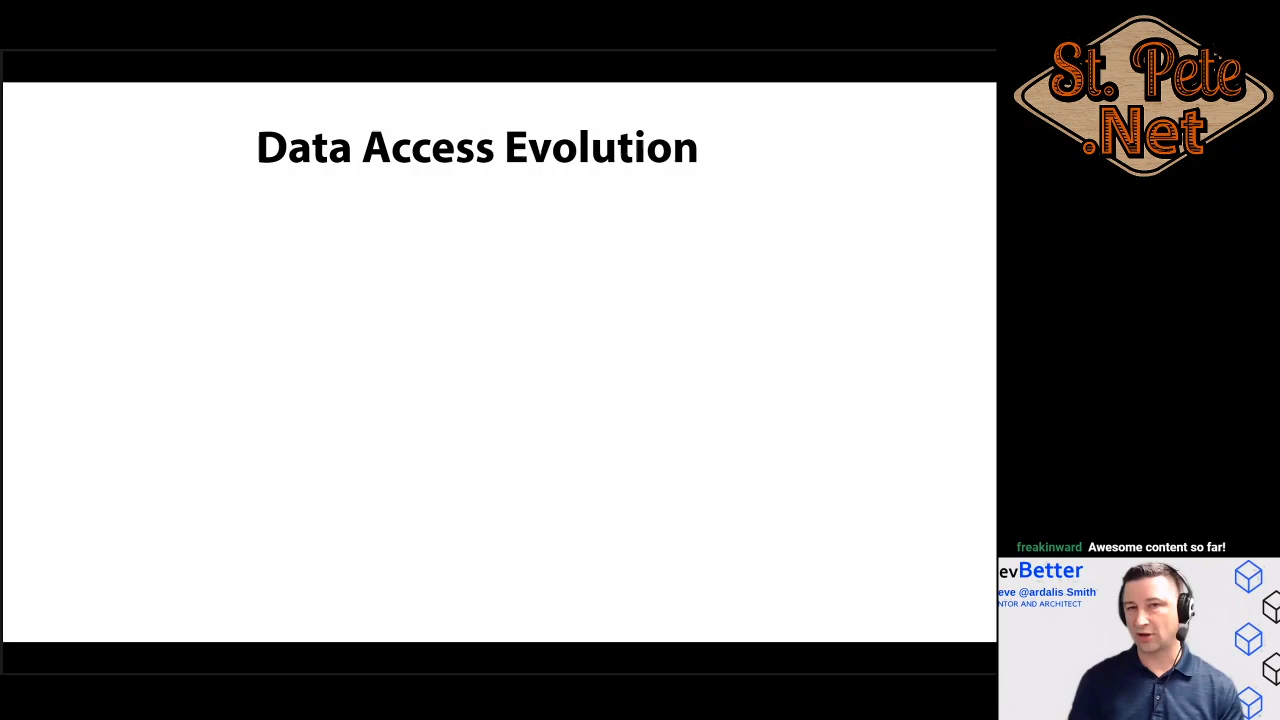 Data Access Evolution
St. Pete
.Net
freakinward Awesome content so far!
evBetter
eve @ardalis Smith
NTOR AND ARCHITECT